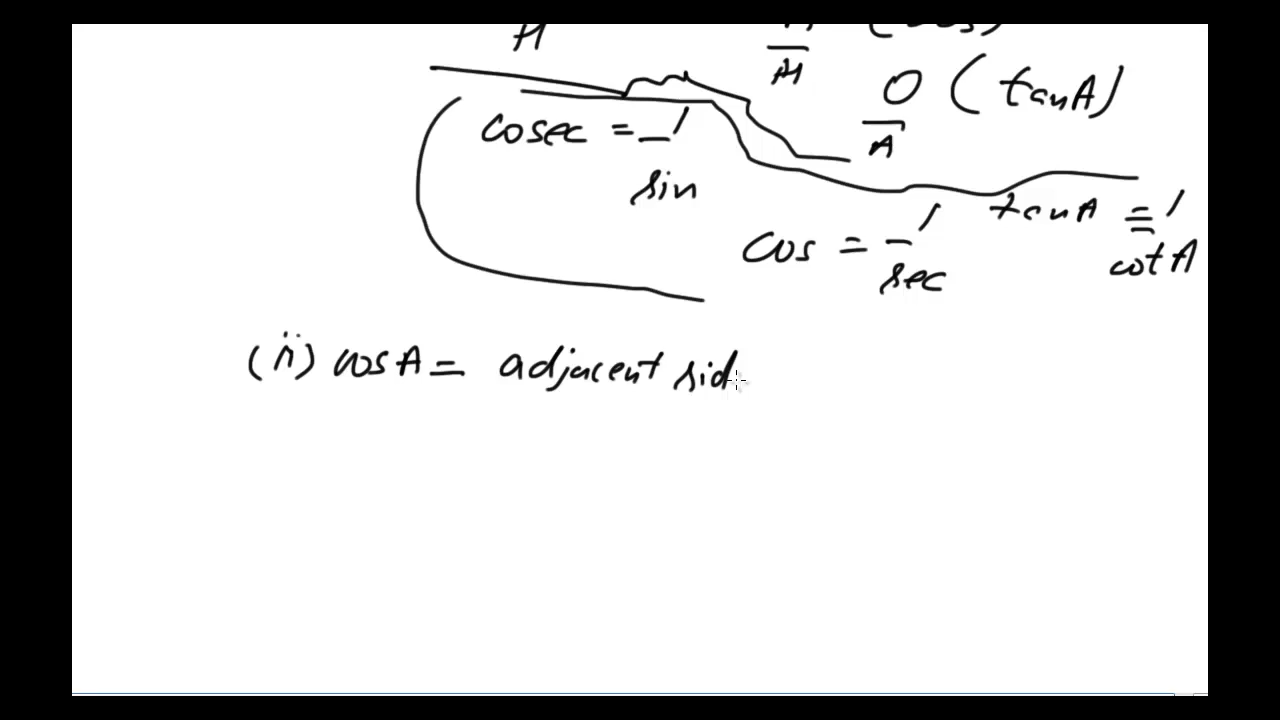 H
A
O (tanA)
A
cosec = 1
sin
tanA = 1
cotA
cos = 1
sec
(ii) cosA = adjacent sid